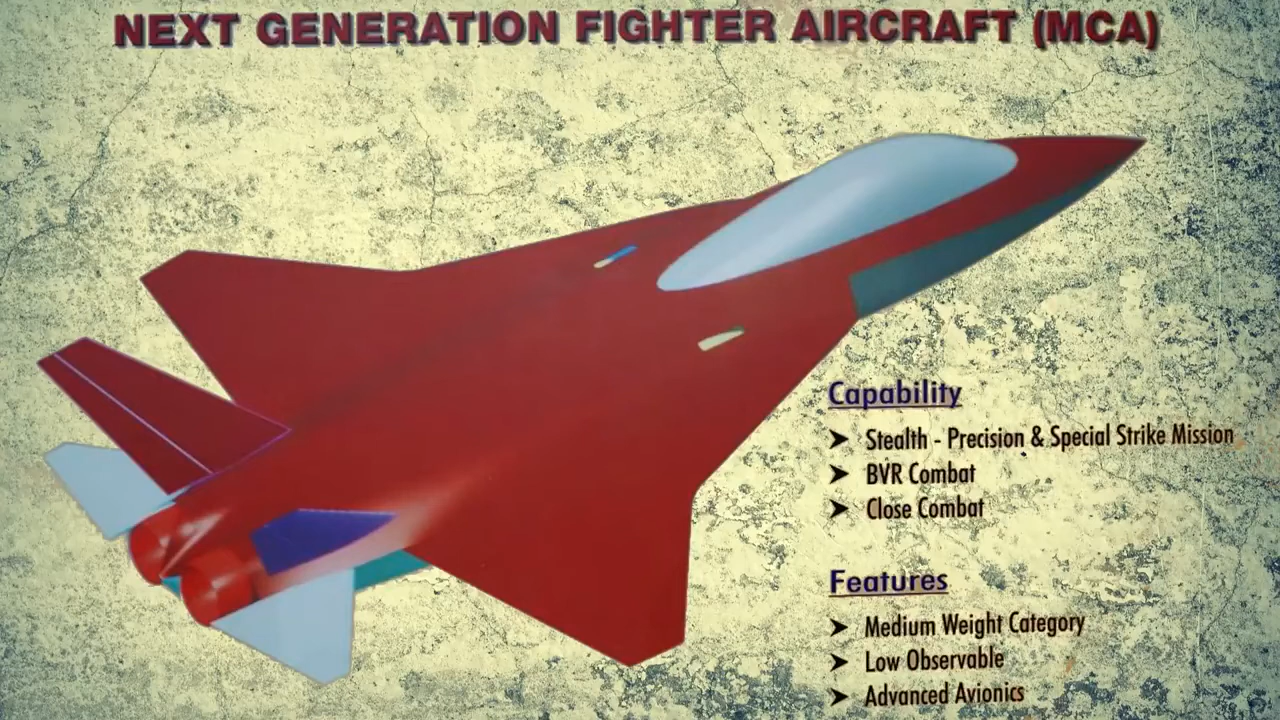 NEXT GENERATION FIGHTER AIRCRAFT (MCA)
Capability
➤ Stealth - Precision & Special Strike Mission
➤ BVR Combat
➤ Close Combat
Features
➤ Medium Weight Category
➤ Low Observable
➤ Advanced Avionics